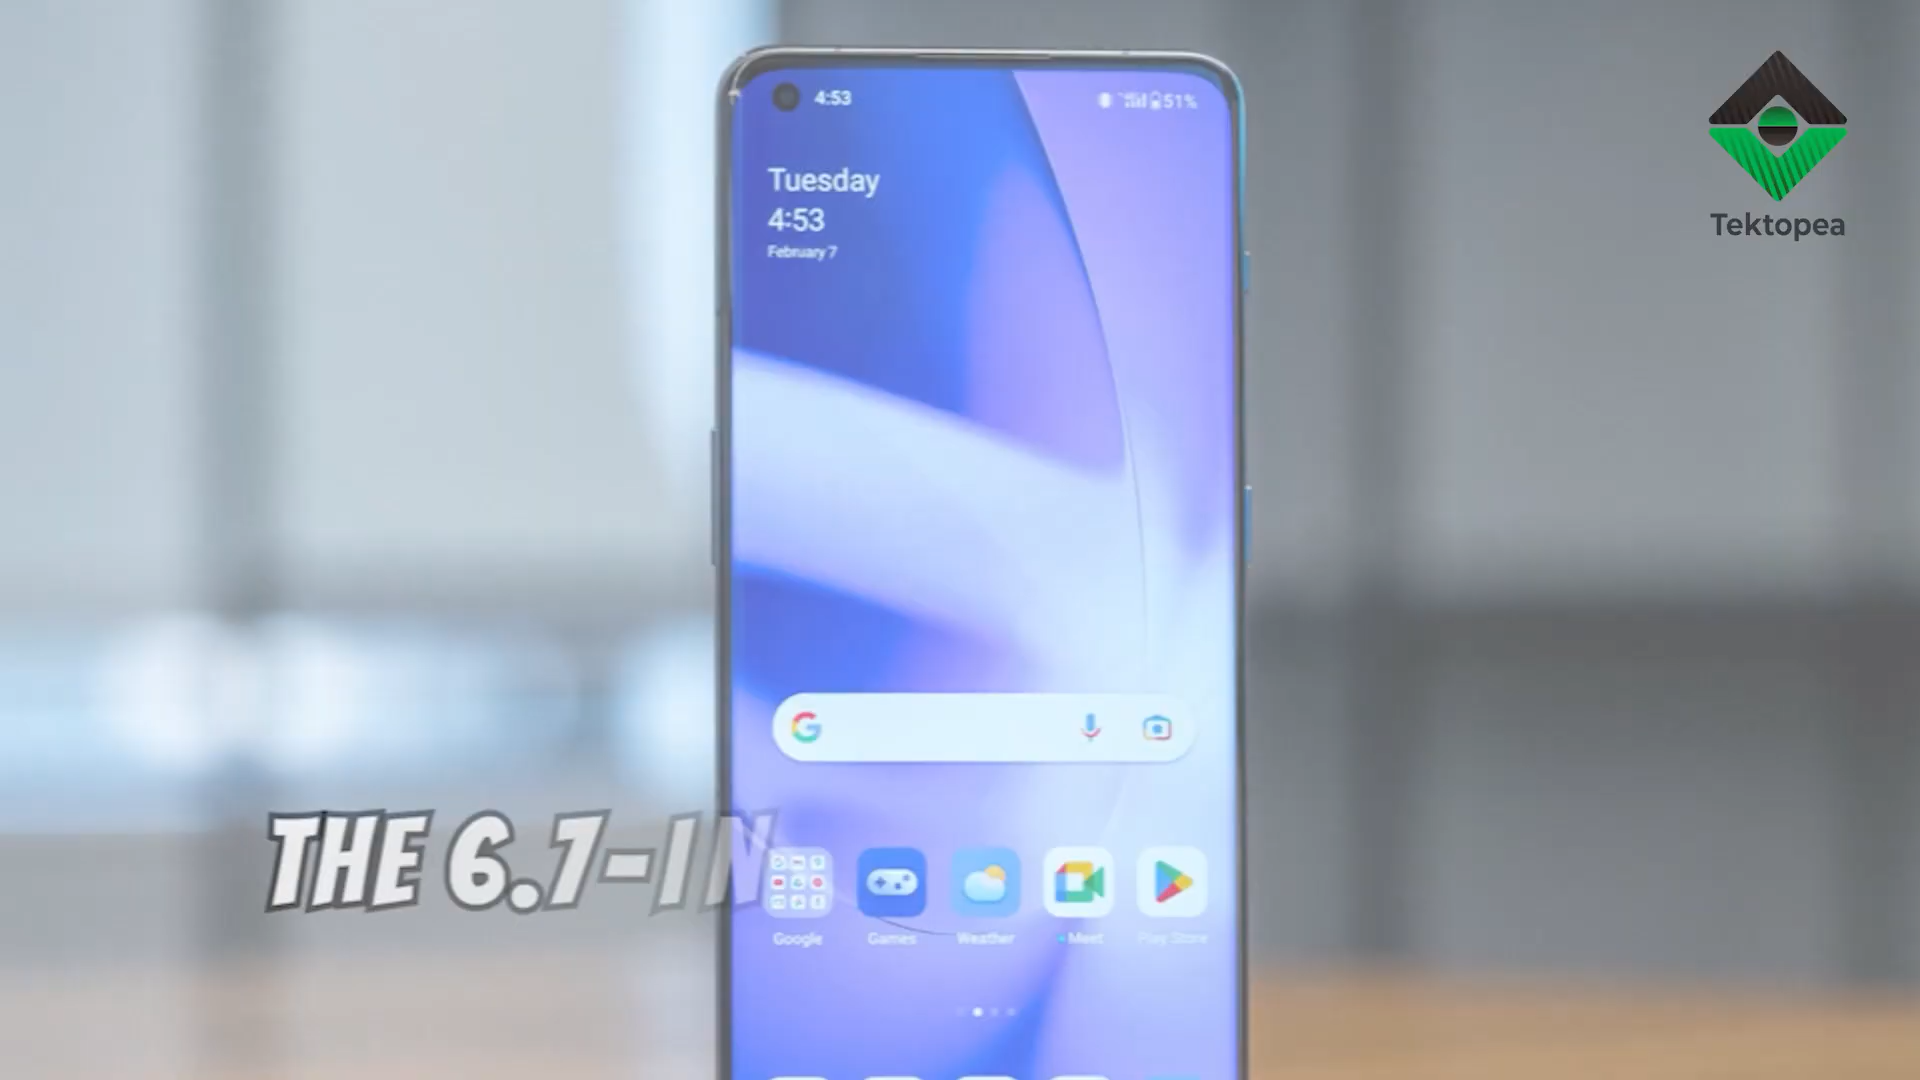 4:53
51%
Tuesday
4:53
February 7
Tektopea
THE 6.7-IN
Google
Games
Weather
Meet
Play Store